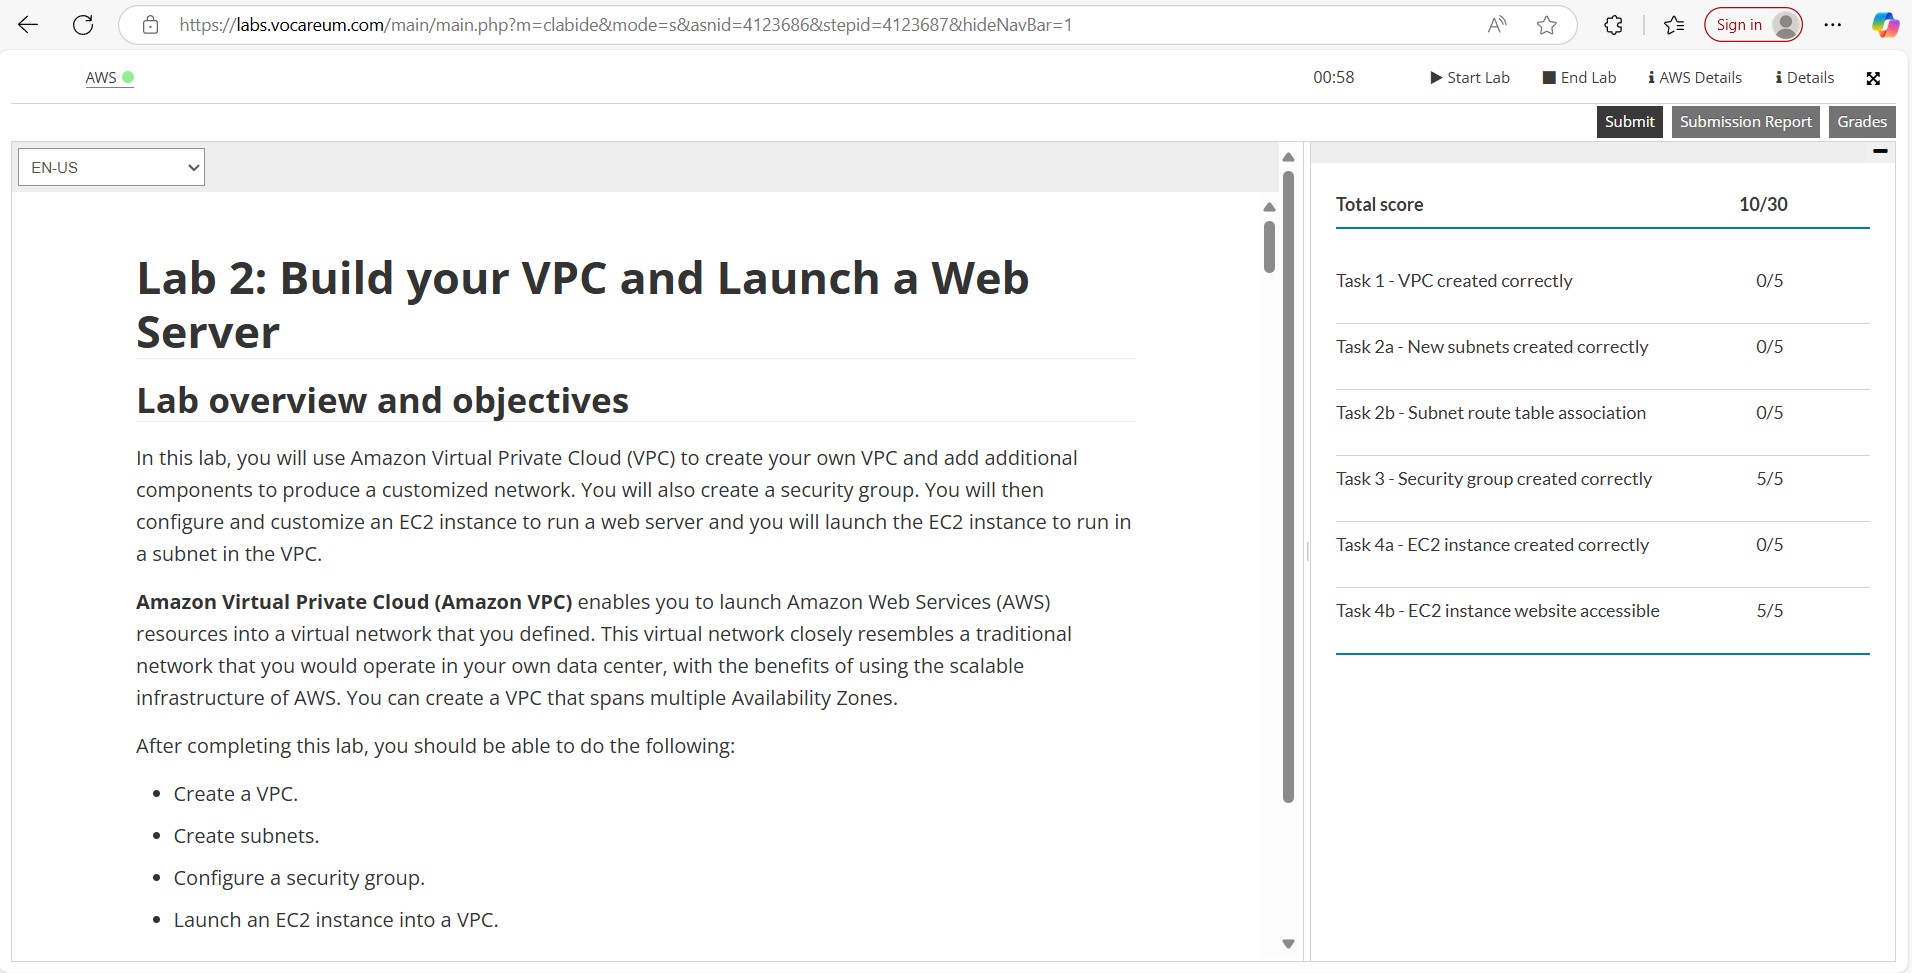 https://labs.vocareum.com/main/main.php?m=clabide&mode=s&asnid=4123686&stepid=4123687&hideNavBar=1
Sign in
AWS
00:58
Start Lab
End Lab
AWS Details
Details
Submit
Submission Report
Grades
EN-US
Lab 2: Build your VPC and Launch a Web
Server
Lab overview and objectives
In this lab, you will use Amazon Virtual Private Cloud (VPC) to create your own VPC and add additional
components to produce a customized network. You will also create a security group. You will then
configure and customize an EC2 instance to run a web server and you will launch the EC2 instance to run in
a subnet in the VPC.
Amazon Virtual Private Cloud (Amazon VPC) enables you to launch Amazon Web Services (AWS)
resources into a virtual network that you defined. This virtual network closely resembles a traditional
network that you would operate in your own data center, with the benefits of using the scalable
infrastructure of AWS. You can create a VPC that spans multiple Availability Zones.
After completing this lab, you should be able to do the following:
• Create a VPC.
• Create subnets.
• Configure a security group.
• Launch an EC2 instance into a VPC.
Total score 10/30
Task 1 - VPC created correctly 0/5
Task 2a - New subnets created correctly 0/5
Task 2b - Subnet route table association 0/5
Task 3 - Security group created correctly 5/5
Task 4a - EC2 instance created correctly 0/5
Task 4b - EC2 instance website accessible 5/5